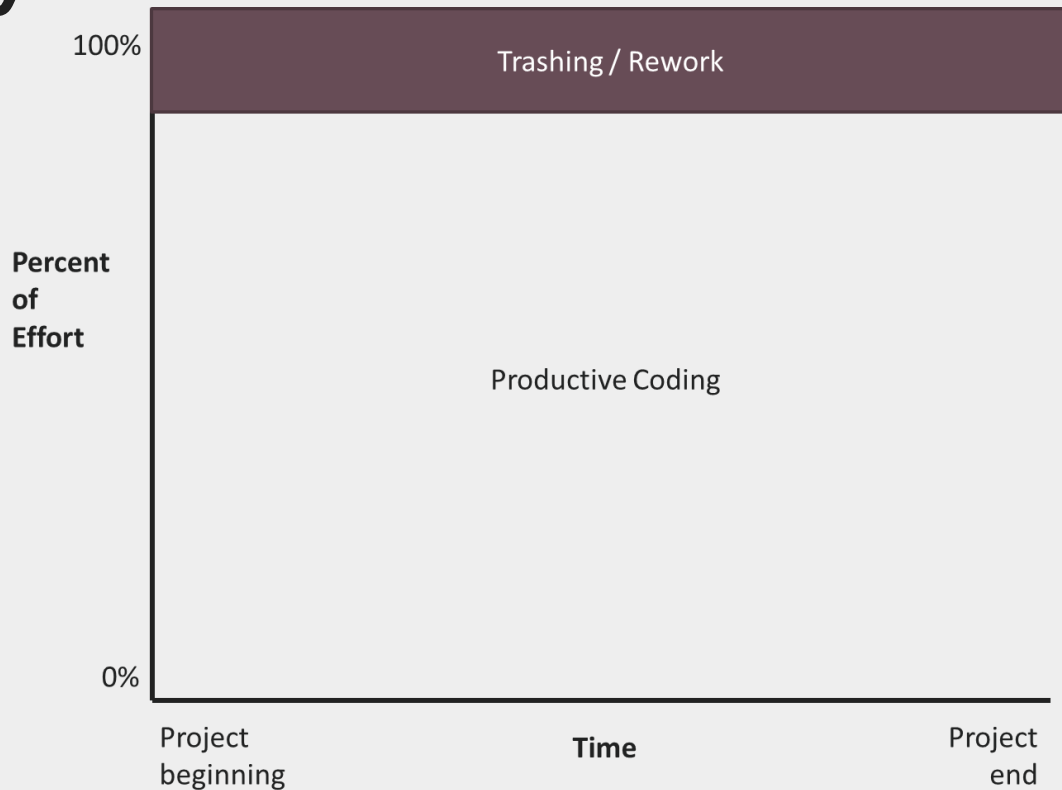 100%
Trashing / Rework
Percent
of
Effort
Productive Coding
0%
Project
beginning
Time
Project
end